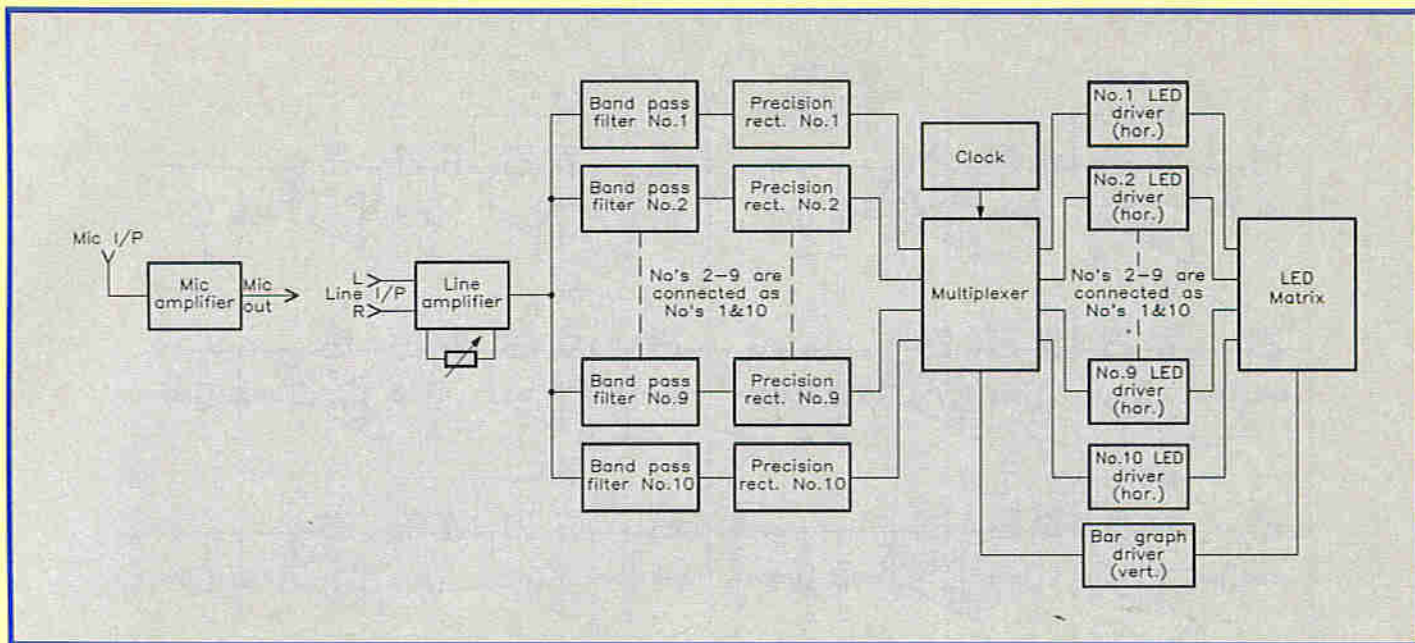 Mic I/P
Mic
amplifier
Mic
out
L
Line I/P
R
Line
amplifier
Band pass
filter No.1
Precision
rect. No.1
Band pass
filter No.2
Precision
rect. No.2
No's 2-9 are
connected as
No's 1&10
Band pass
filter No.9
Precision
rect. No.9
Band pass
filter No.10
Precision
rect. No.10
Clock
Multiplexer
No.1 LED
driver
(hor.)
No.2 LED
driver
(hor.)
No's 2-9 are
connected as
No's 1&10
No.9 LED
driver
(hor.)
No.10 LED
driver
(hor.)
Bar graph
driver
(vert.)
LED
Matrix